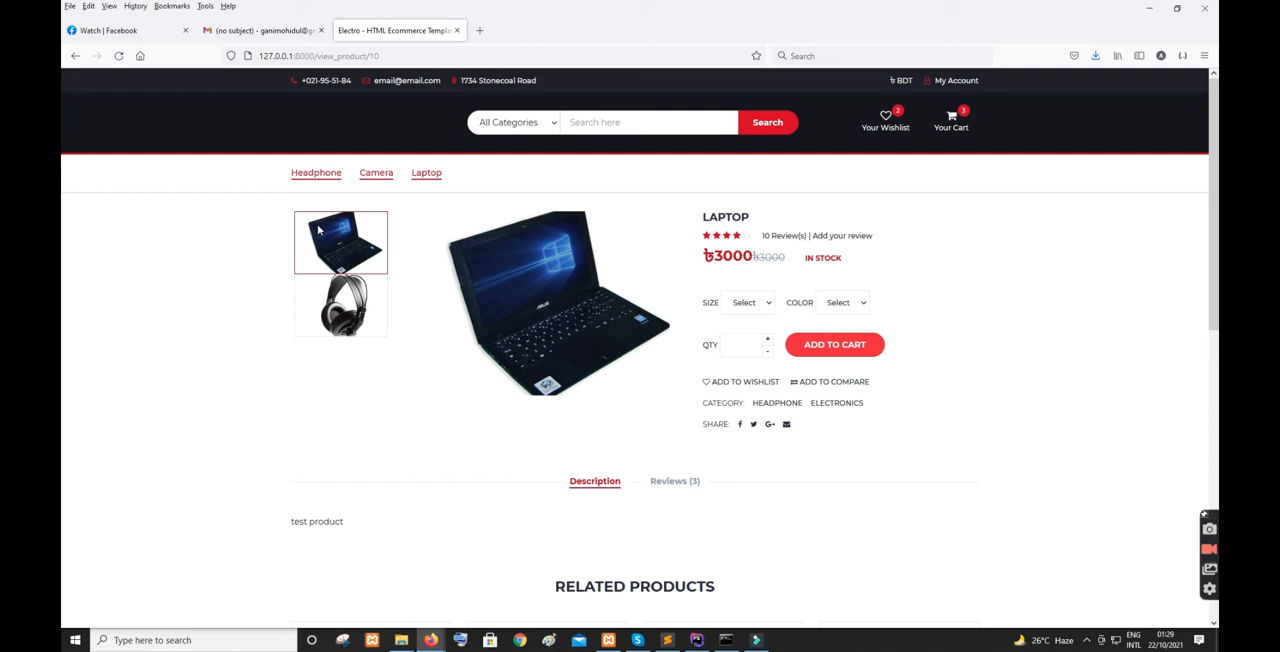 File Edit View History Bookmarks Tools Help
Watch | Facebook
(no subject) - ganimohidul@g
Electro - HTML Ecommerce Templat
127.0.0.1:8000/view_product/10
Search
+021-95-51-84 email@email.com 1734 Stonecoal Road
৳ BDT My Account
All Categories Search here Search
2 3
Your Wishlist Your Cart
Headphone Camera Laptop
LAPTOP
10 Review(s) | Add your review
৳3000 ৳3000 IN STOCK
SIZE Select COLOR Select
QTY + - ADD TO CART
ADD TO WISHLIST ADD TO COMPARE
CATEGORY: HEADPHONE ELECTRONICS
SHARE: f G+
ASUS
Description Reviews (3)
test product
RELATED PRODUCTS
Type here to search
26°C Haze
ENG
INTL
01:29
22/10/2021